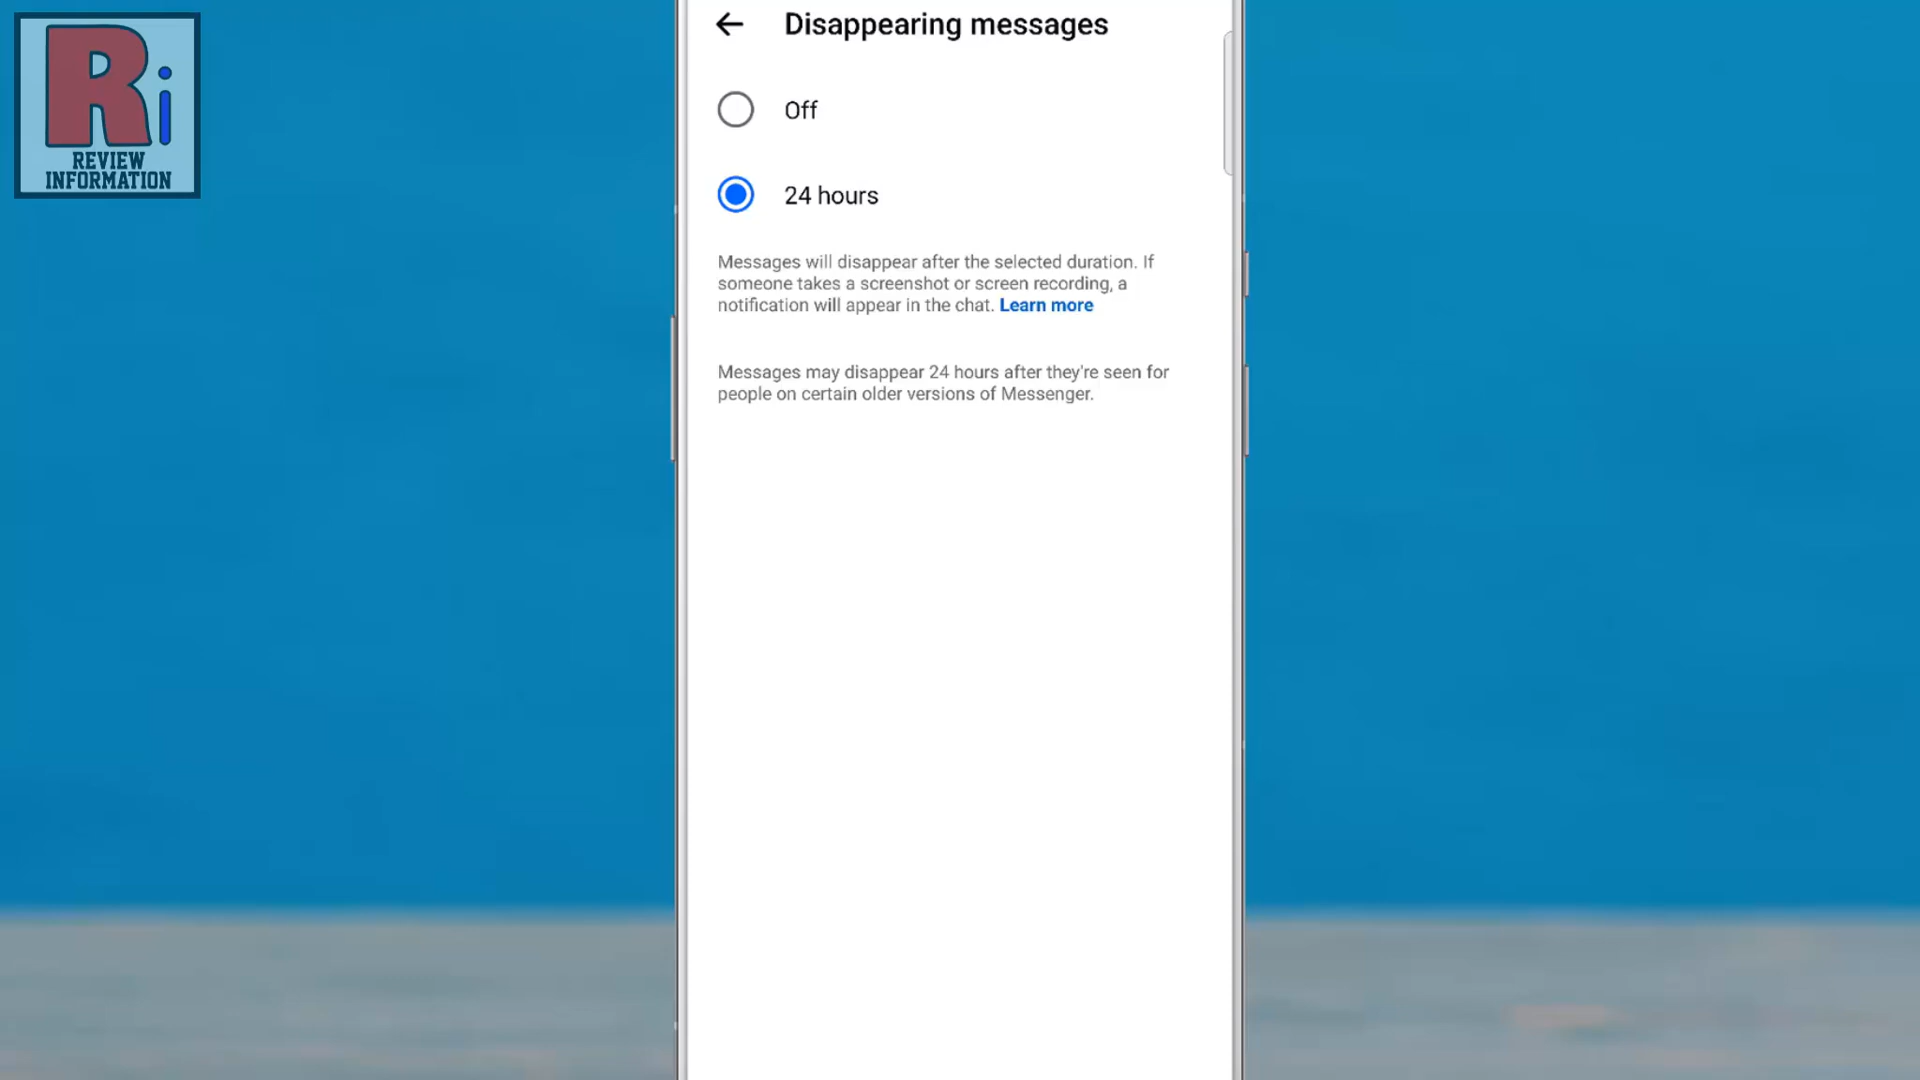 Ri
REVIEW
INFORMATION
Disappearing messages
Off
24 hours
Messages will disappear after the selected duration. If
someone takes a screenshot or screen recording, a
notification will appear in the chat. Learn more
Messages may disappear 24 hours after they're seen for
people on certain older versions of Messenger.